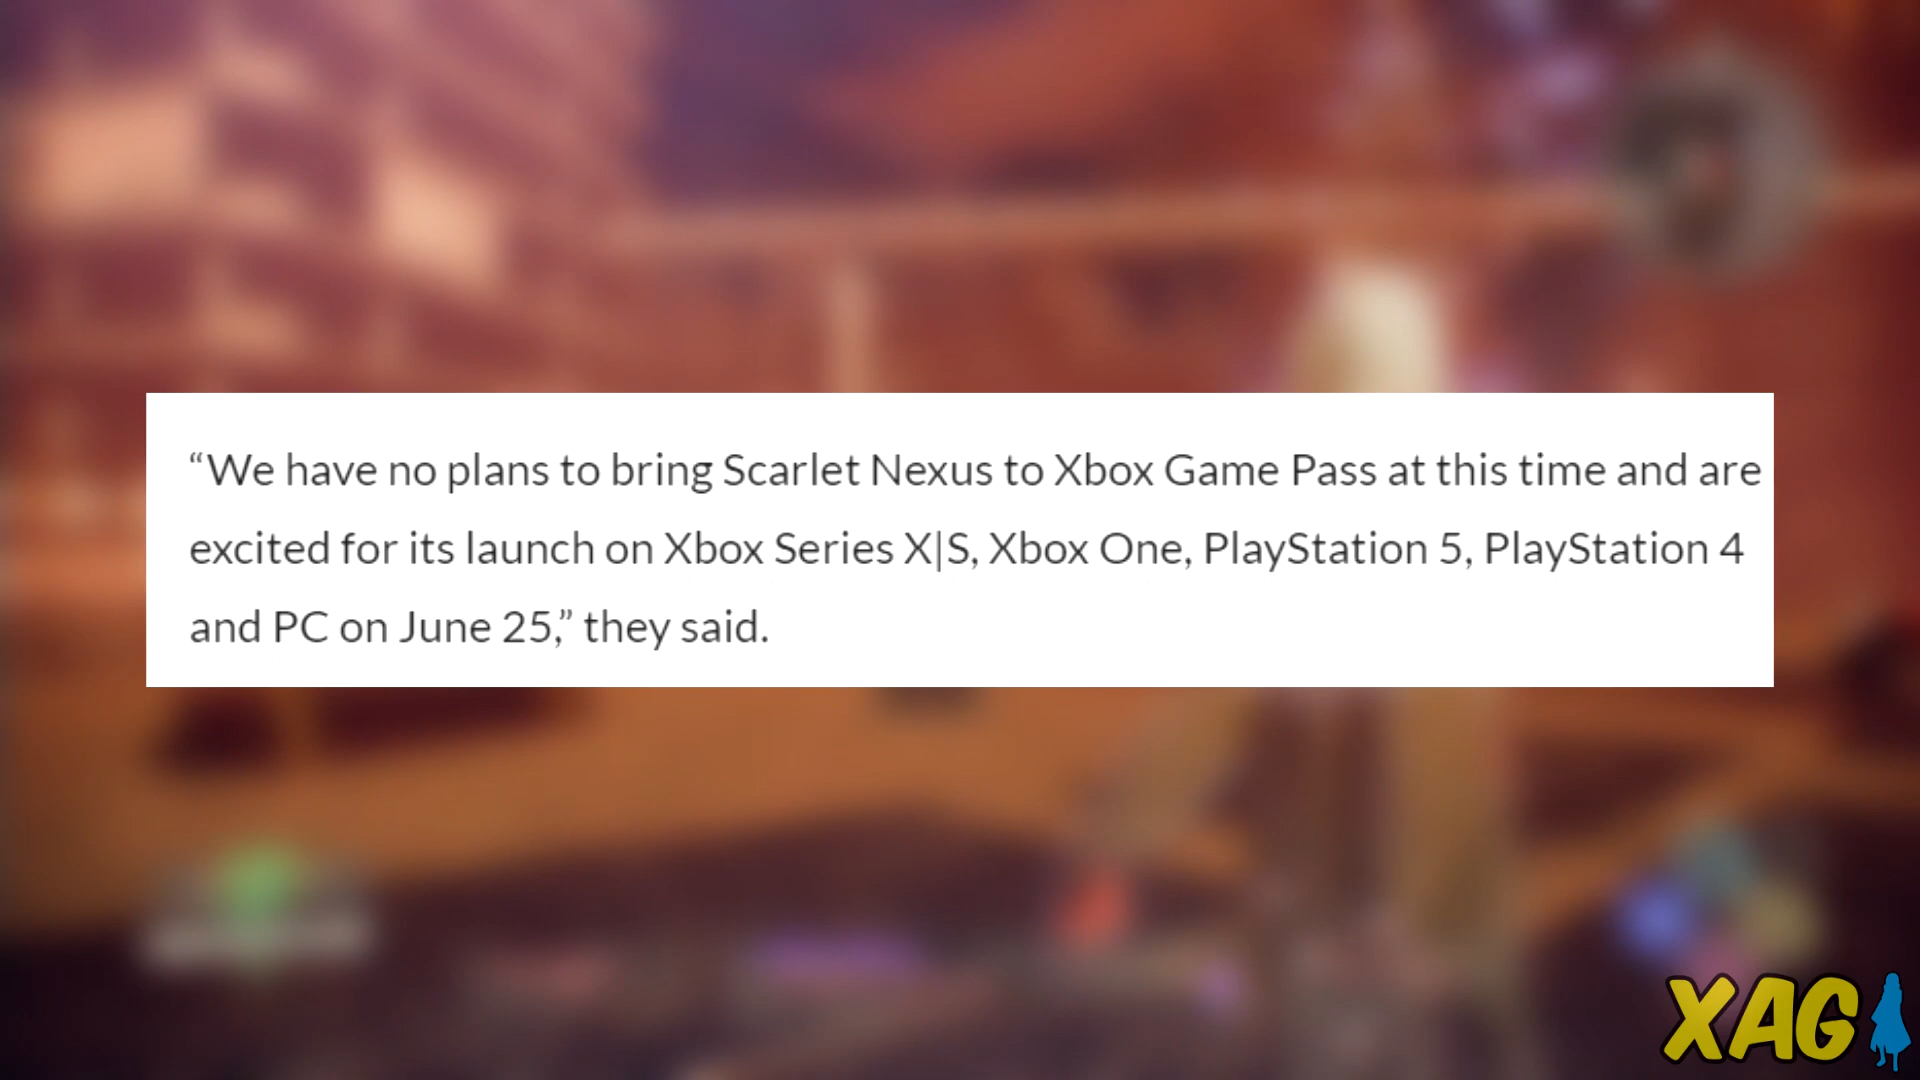 “We have no plans to bring Scarlet Nexus to Xbox Game Pass at this time and are
excited for its launch on Xbox Series X|S, Xbox One, PlayStation 5, PlayStation 4
and PC on June 25,” they said.
XAG